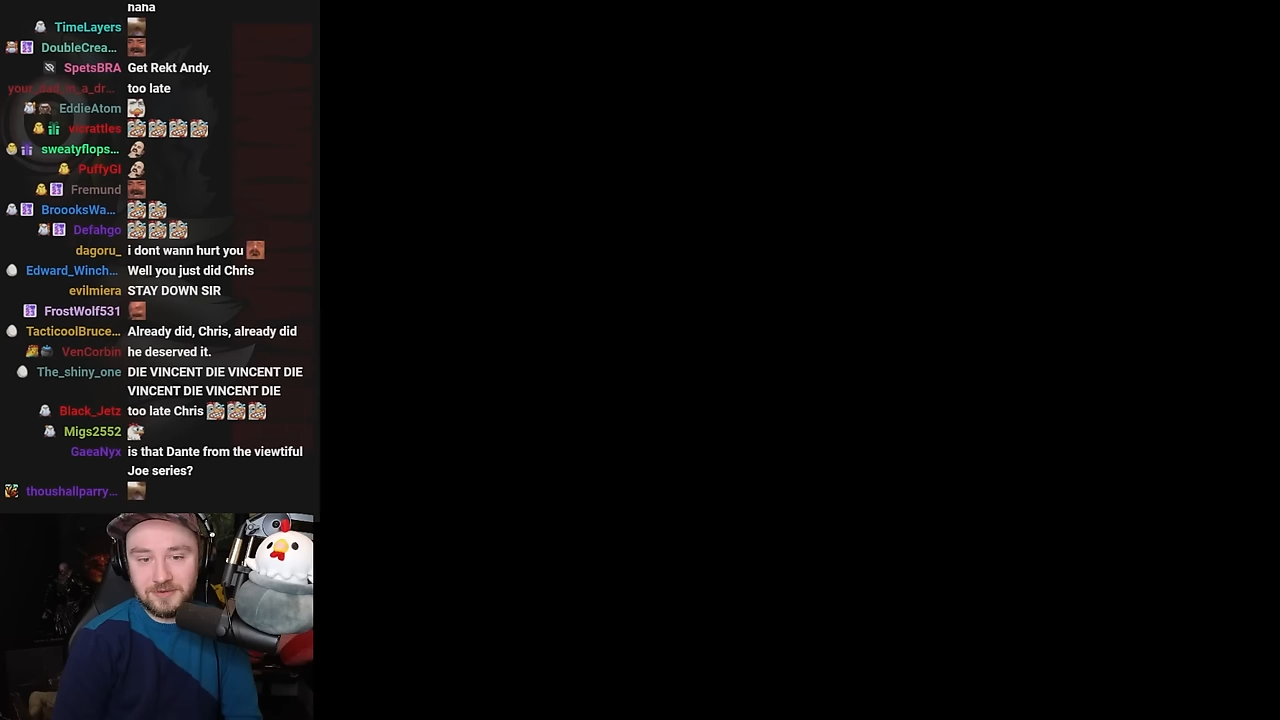 haha
TimeLayers
DoubleCrea...
SpetsBRA Get Rekt Andy.
too late
EddieAtom
vicrattles
sweatyflops...
PuffyGI
Fremund
BroooksWa...
Defahgo
dagoru_ i dont wann hurt you
Edward_Winch... Well you just did Chris
evilmiera STAY DOWN SIR
FrostWolf531
TacticoolBruce... Already did, Chris, already did
VenCorbin he deserved it.
The_shiny_one DIE VINCENT DIE VINCENT DIE
VINCENT DIE VINCENT DIE
Black_Jetz too late Chris
Migs2552
GaeaNyx is that Dante from the viewtiful
Joe series?
thoushallparry...